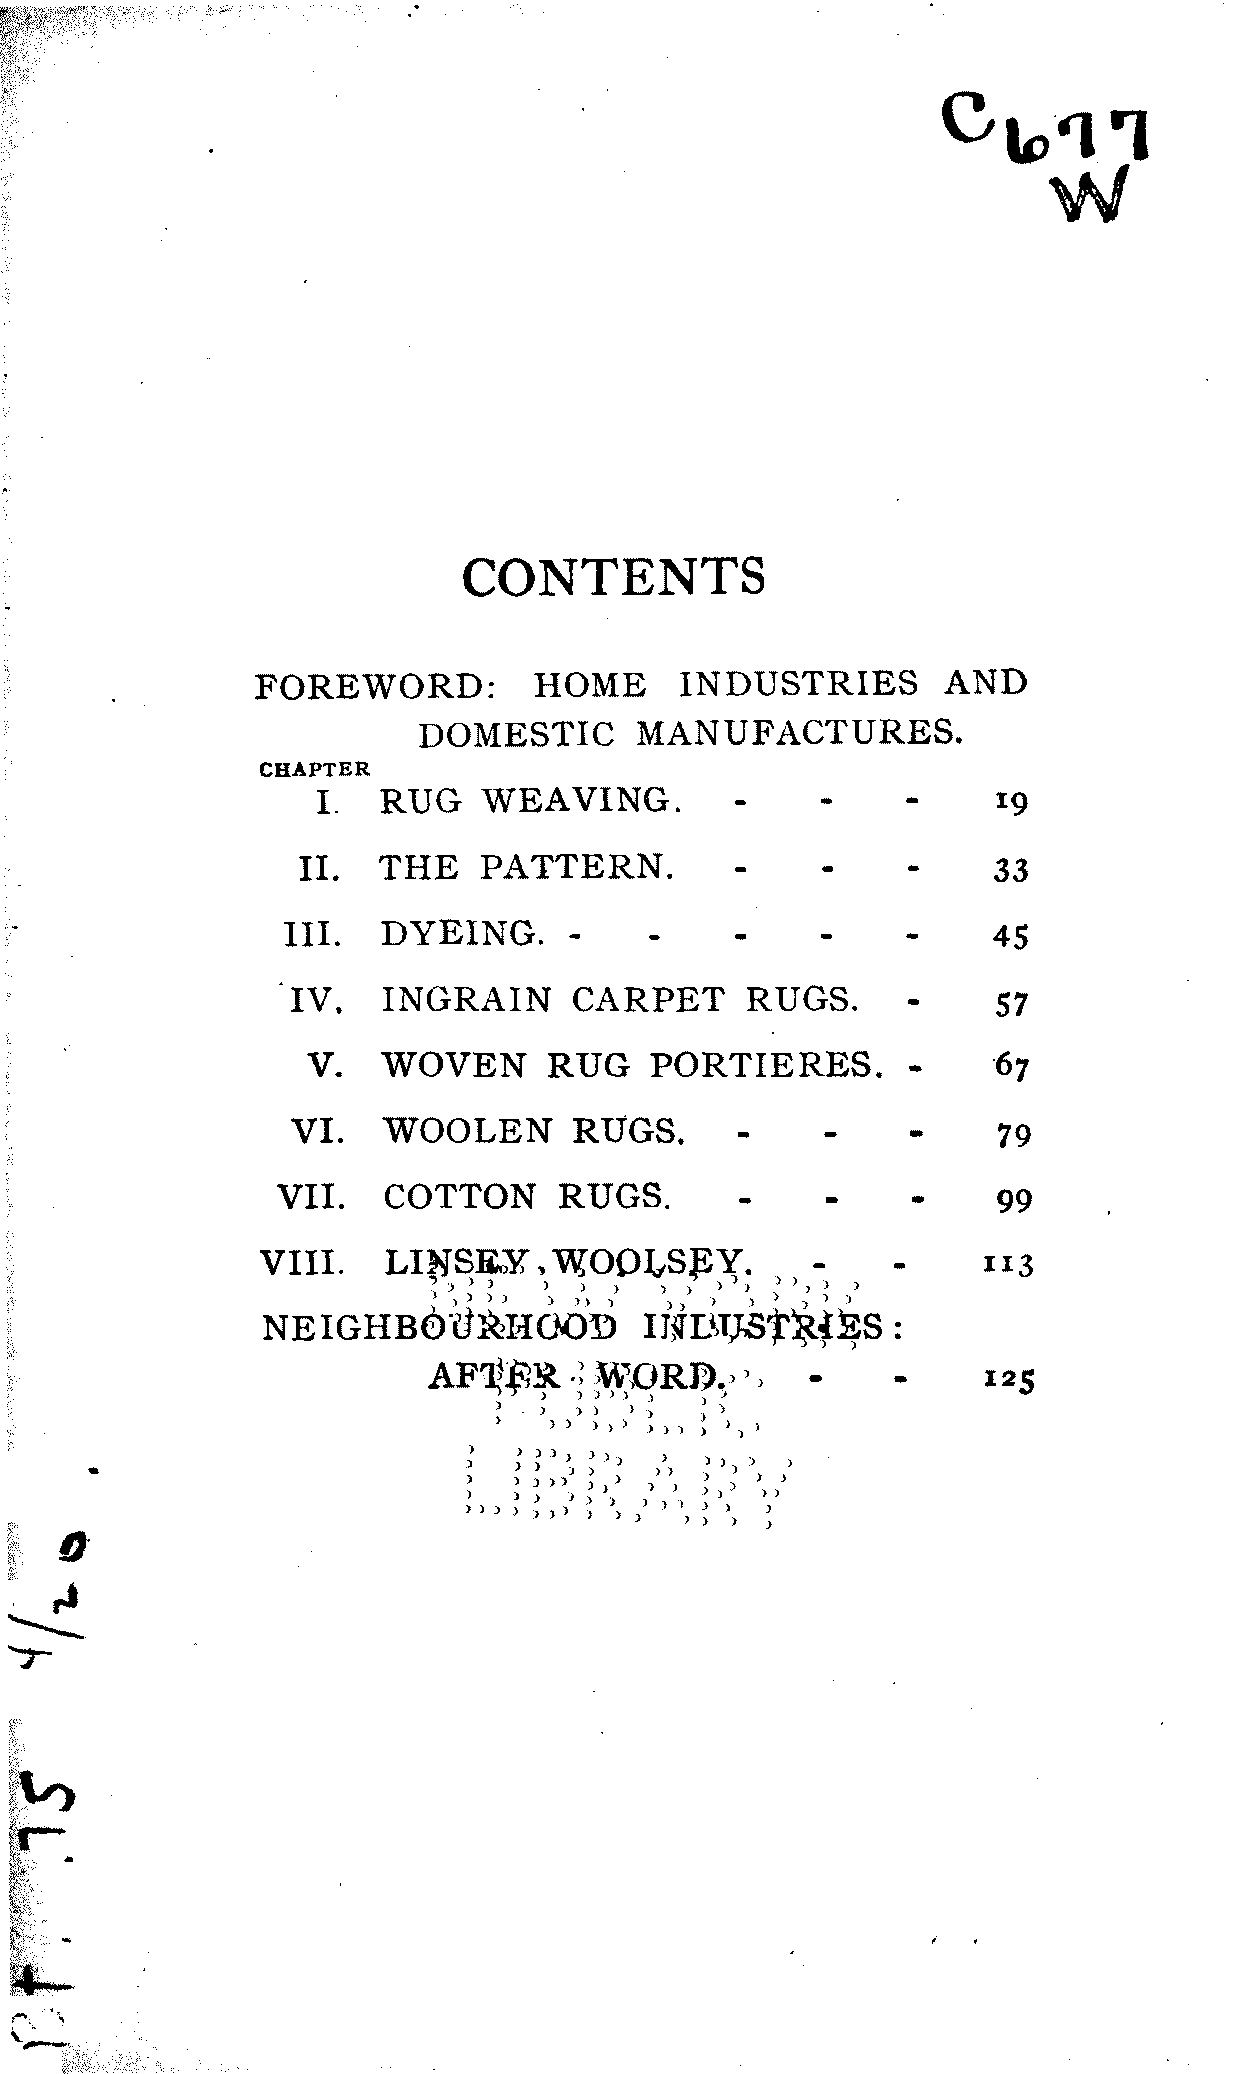 C677
W
CONTENTS
FOREWORD: HOME INDUSTRIES AND
DOMESTIC MANUFACTURES.
CHAPTER
I. RUG WEAVING. - - - 19
II. THE PATTERN. - - - 33
III. DYEING. - - - - - 45
IV. INGRAIN CARPET RUGS. - 57
V. WOVEN RUG PORTIERES. - 67
VI. WOOLEN RUGS. - - - 79
VII. COTTON RUGS. - - - 99
VIII. LINSEY WOOLSEY. - - 113
NEIGHBOURHOOD INDUSTRIES:
AFTER WORD. - - 125
PUBLIC
LIBRARY
4/20
.75